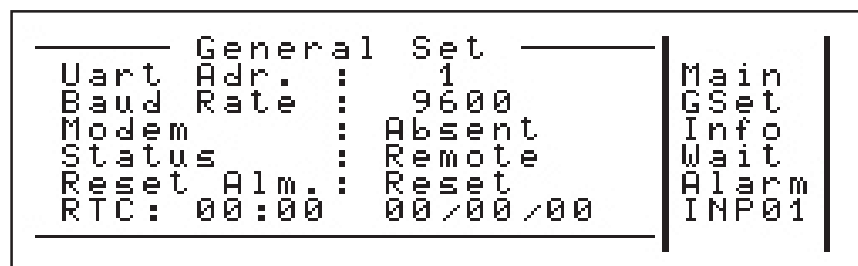 General Set
Uart Adr. : 1
Baud Rate : 9600
Modem : Absent
Status : Remote
Reset Alm.: Reset
RTC: 00:00 00/00/00
Main
GSet
Info
Wait
Alarm
INP01